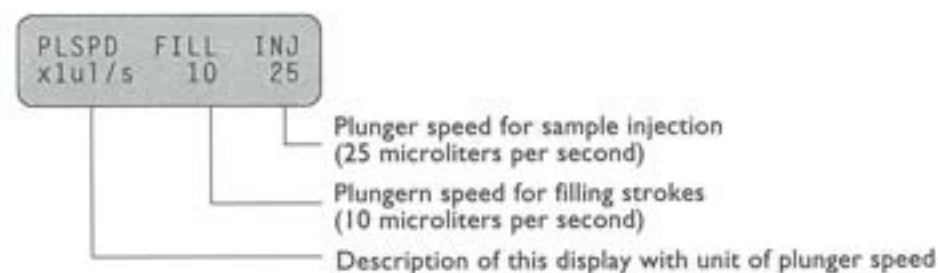 PLSPD FILL INJ
x1ul/s 10 25
Plunger speed for sample injection
(25 microliters per second)
Plungern speed for filling strokes
(10 microliters per second)
Description of this display with unit of plunger speed